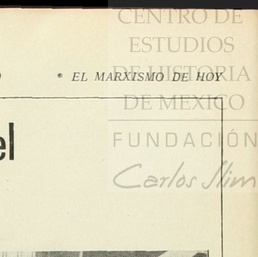 CENTRO DE
ESTUDIOS
DE HISTORIA
DE MEXICO
FUNDACIÓN
Carlos Slim
* EL MARXISMO DE HOY
el